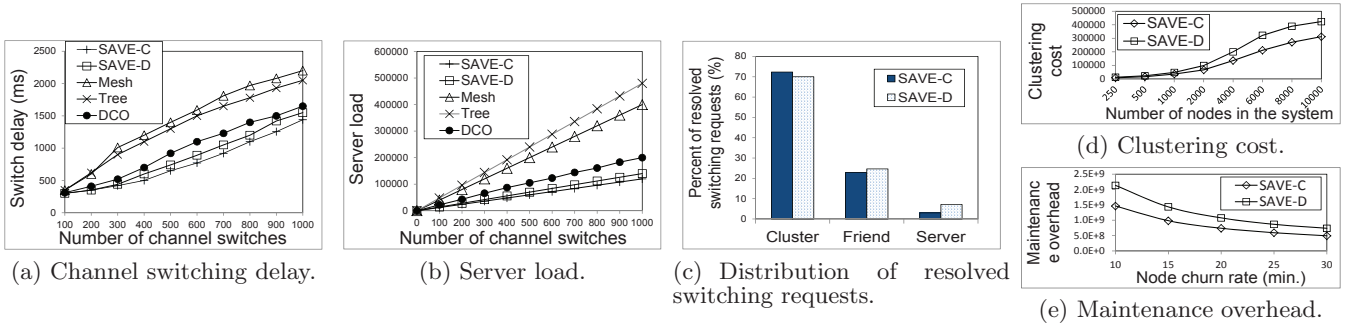 2500
2000
1500
1000
500
0
Switch delay (ms)
SAVE-C
SAVE-D
Mesh
Tree
DCO
100 200 300 400 500 600 700 800 900 1000
Number of channel switches
(a) Channel switching delay.
600000
500000
400000
300000
200000
100000
0
Server load
SAVE-C
SAVE-D
Mesh
Tree
DCO
0 100 200 300 400 500 600 700 800 900 1000
Number of channel switches
(b) Server load.
80
70
60
50
40
30
20
10
0
Percent of resolved
switching requests (%)
SAVE-C
SAVE-D
Cluster Friend Server
(c) Distribution of resolved
switching requests.
500000
400000
300000
200000
100000
0
Clustering
cost
SAVE-C
SAVE-D
250 500 1000 2000 4000 6000 8000 10000
Number of nodes in the system
(d) Clustering cost.
2.5E+9
2.0E+9
1.5E+9
1.0E+9
5.0E+8
0.0E+0
Maintenanc
e overhead
SAVE-C
SAVE-D
10 15 20 25 30
Node churn rate (min.)
(e) Maintenance overhead.